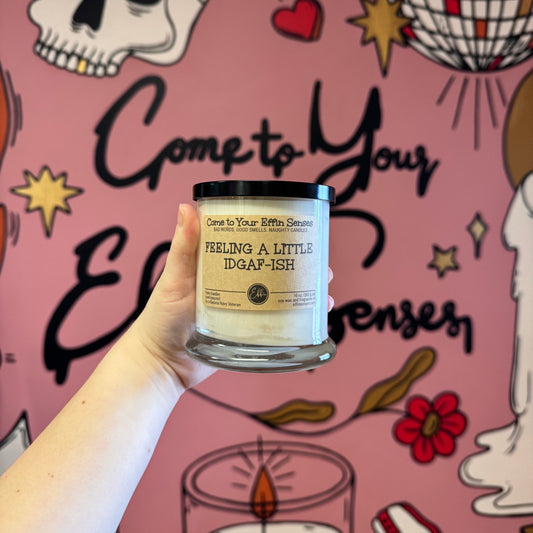 Come to Your
Effin Senses
Come to Your Effin Senses
BAD WORDS. GOOD SMELLS. NAUGHTY CANDLES.
FEELING A LITTLE
IDGAF-ISH
Effin